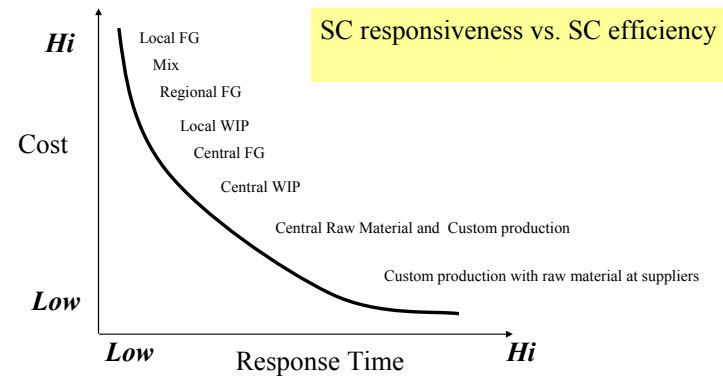 SC responsiveness vs. SC efficiency
Hi
Local FG
Mix
Regional FG
Local WIP
Cost
Central FG
Central WIP
Central Raw Material and Custom production
Custom production with raw material at suppliers
Low
Low
Response Time
Hi